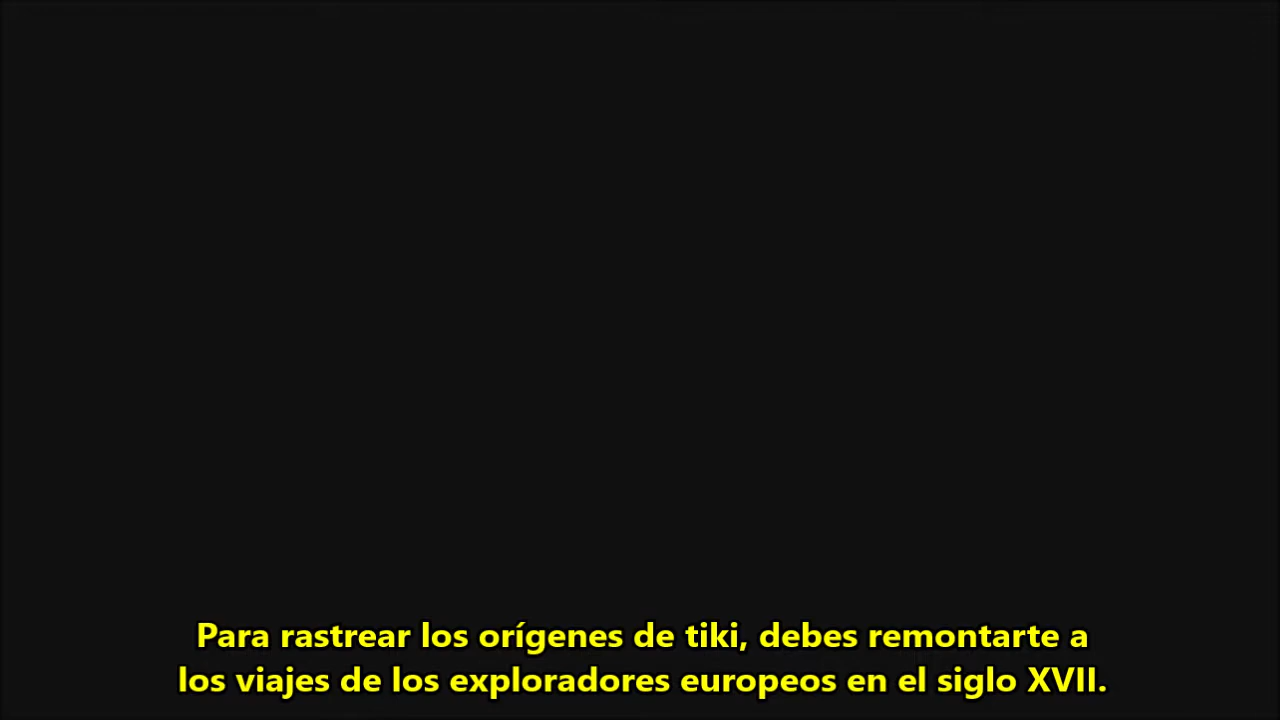 Para rastrear los orígenes de tiki, debes remontarte a
los viajes de los exploradores europeos en el siglo XVII.